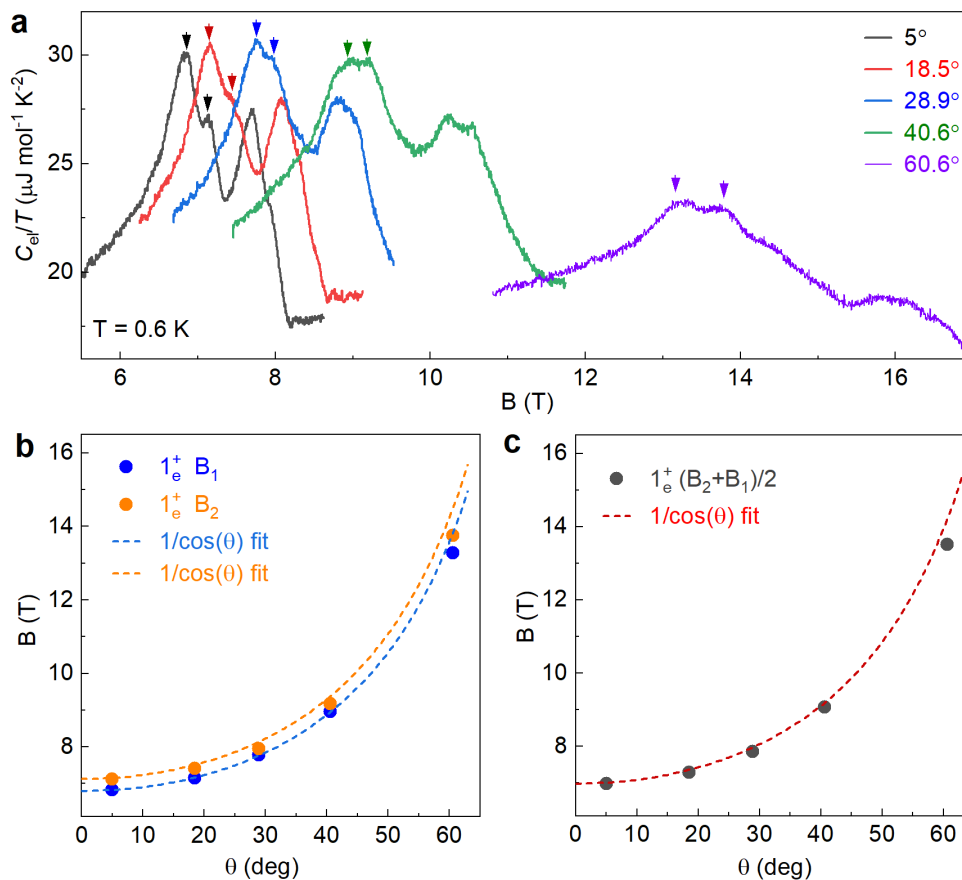 a
30
25
20
C_el/T (μJ mol⁻¹ K⁻²)
5°
18.5°
28.9°
40.6°
60.6°
T = 0.6 K
6 8 10 12 14 16
B (T)
b
16
14
12
10
8
B (T)
1⁺ₑ B₁
1⁺ₑ B₂
1/cos(θ) fit
1/cos(θ) fit
0 10 20 30 40 50 60
θ (deg)
c
16
14
12
10
8
B (T)
1⁺ₑ (B₂+B₁)/2
1/cos(θ) fit
0 10 20 30 40 50 60
θ (deg)